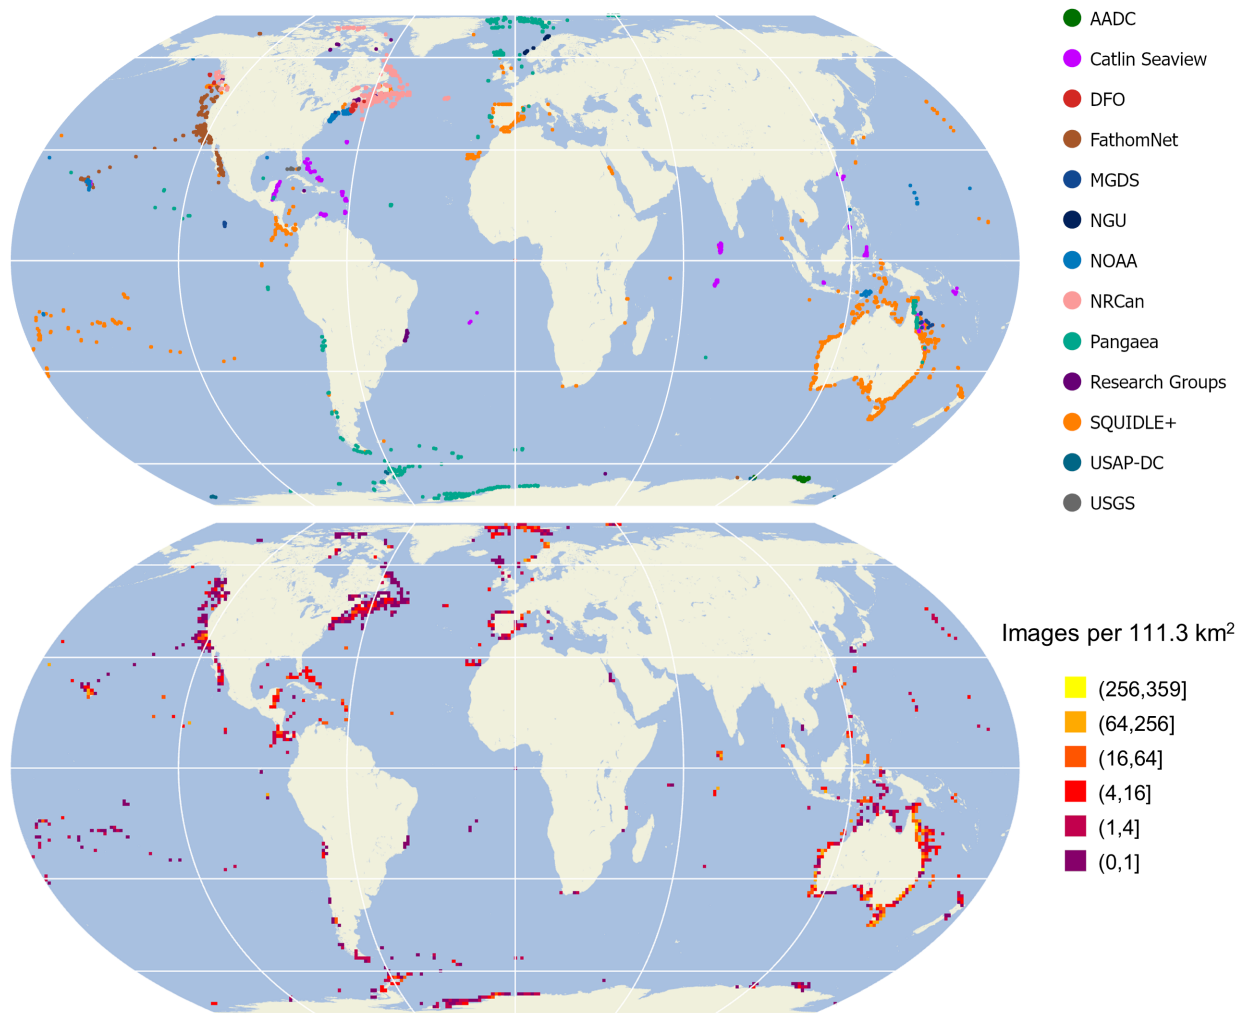 AADC
Catlin Seaview
DFO
FathomNet
MGDS
NGU
NOAA
NRCan
Pangaea
Research Groups
SQUIDLE+
USAP-DC
USGS
Images per 111.3 km²
(256,359]
(64,256]
(16,64]
(4,16]
(1,4]
(0,1]